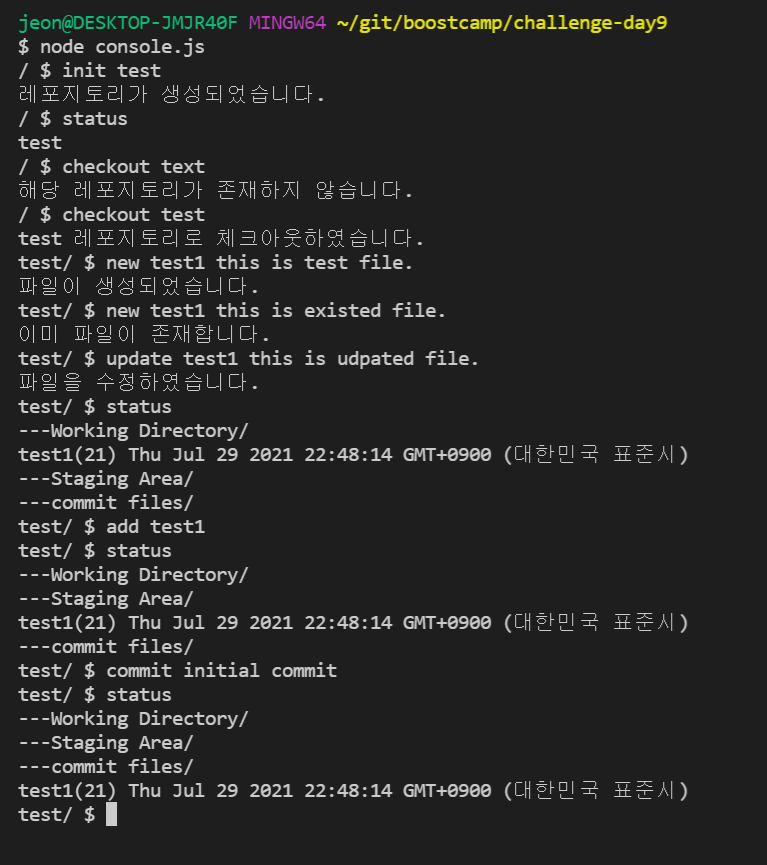 jeon@DESKTOP-JMJR40F MINGW64 ~/git/boostcamp/challenge-day9
$ node console.js
/ $ init test
레포지토리가 생성되었습니다.
/ $ status
test
/ $ checkout text
해당 레포지토리가 존재하지 않습니다.
/ $ checkout test
test 레포지토리로 체크아웃하였습니다.
test/ $ new test1 this is test file.
파일이 생성되었습니다.
test/ $ new test1 this is existed file.
이미 파일이 존재합니다.
test/ $ update test1 this is udpated file.
파일을 수정하였습니다.
test/ $ status
---Working Directory/
test1(21) Thu Jul 29 2021 22:48:14 GMT+0900 (대한민국 표준시)
---Staging Area/
---commit files/
test/ $ add test1
test/ $ status
---Working Directory/
---Staging Area/
test1(21) Thu Jul 29 2021 22:48:14 GMT+0900 (대한민국 표준시)
---commit files/
test/ $ commit initial commit
test/ $ status
---Working Directory/
---Staging Area/
---commit files/
test1(21) Thu Jul 29 2021 22:48:14 GMT+0900 (대한민국 표준시)
test/ $